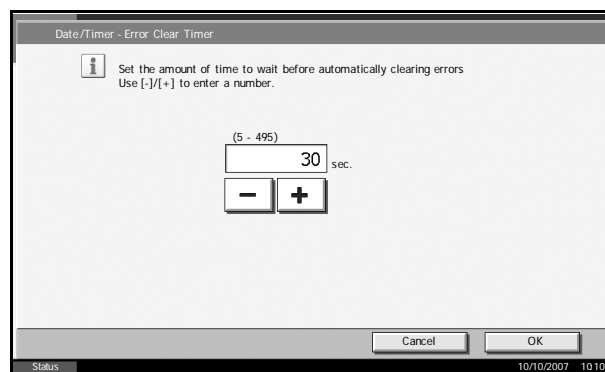 Date/Timer - Error Clear Timer
Set the amount of time to wait before automatically clearing errors
Use [-]/[+] to enter a number.
(5 - 495)
30 sec.
- +
Cancel OK
Status 10/10/2007 10:10